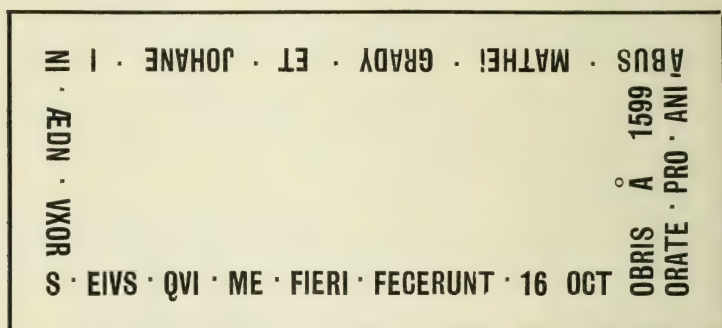 ORATE · PRO · ANI,
ABUS · MATHEi · GRADY · ET · JOHANE · I
NI · ÆDN · VXOR
S · EIVS · QVI · ME · FIERI · FECERUNT · 16 OCT
OBRIS Å 1599